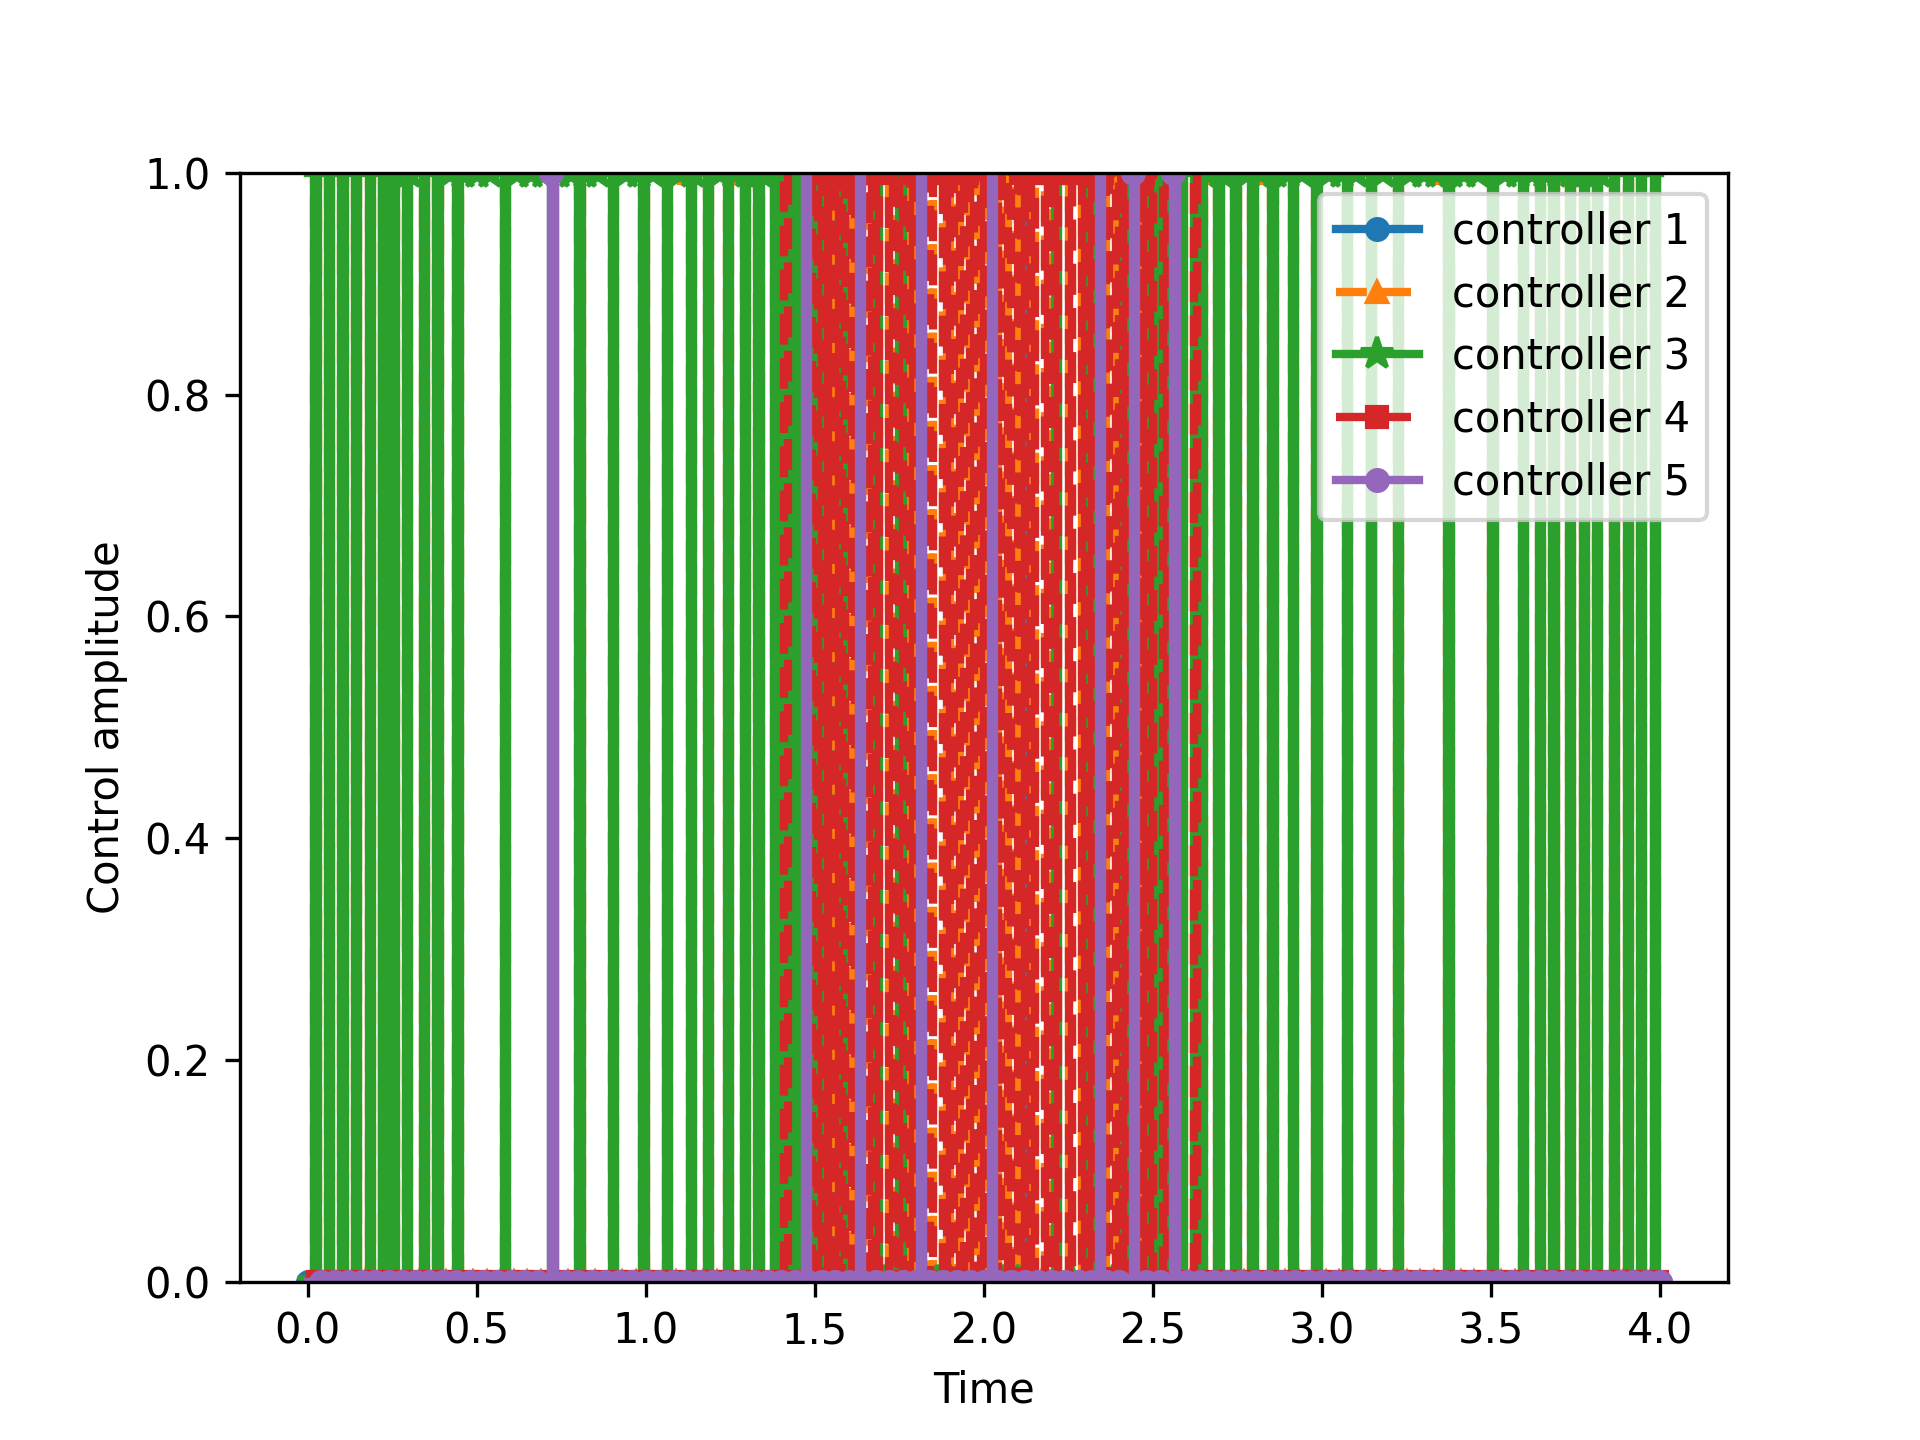 1.0
0.8
0.6
0.4
0.2
0.0
Control amplitude
controller 1
controller 2
controller 3
controller 4
controller 5
0.0 0.5 1.0 1.5 2.0 2.5 3.0 3.5 4.0
Time